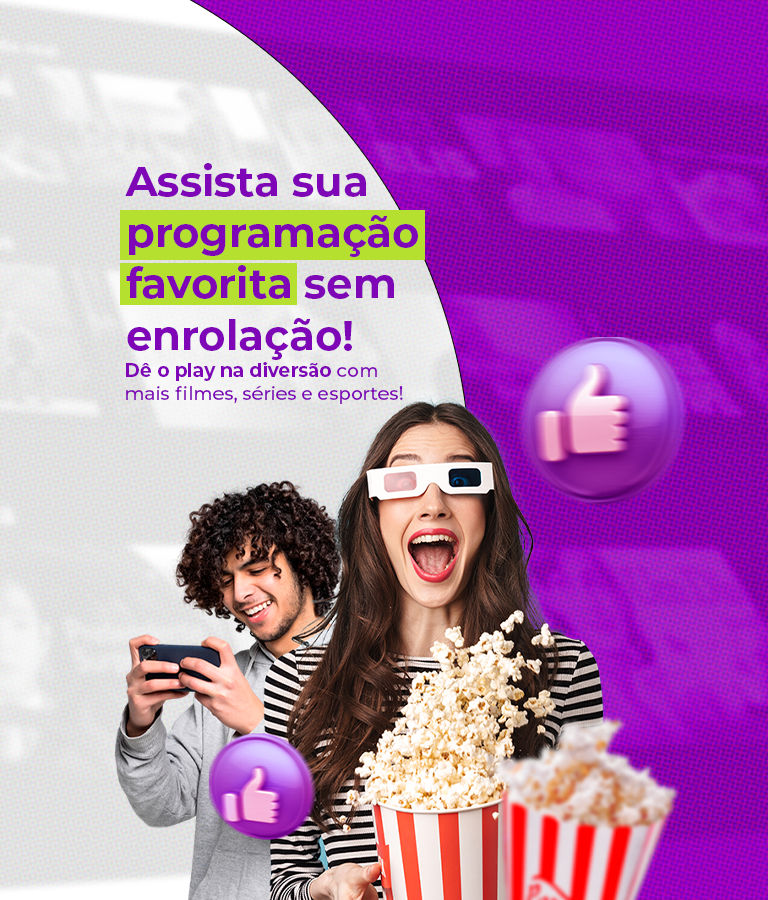 Assista sua
programação
favorita sem
enrolação!
Dê o play na diversão com
mais filmes, séries e esportes!